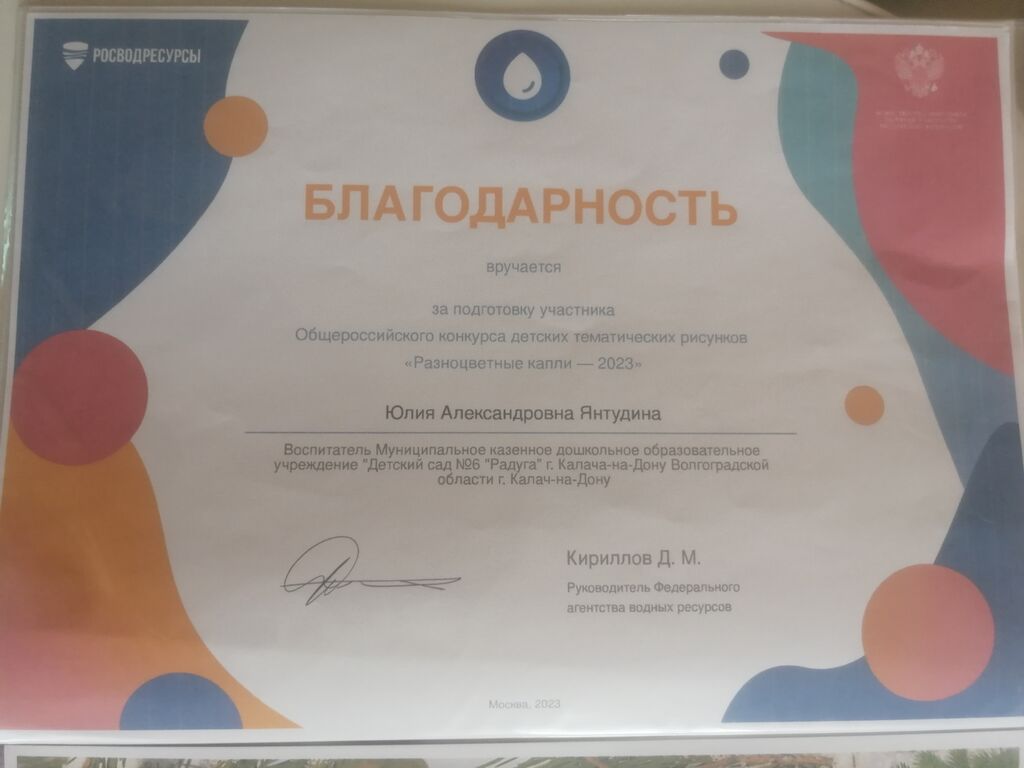 РОСВОДРЕСУРСЫ
БЛАГОДАРНОСТЬ
вручается
за подготовку участника
Общероссийского конкурса детских тематических рисунков
«Разноцветные капли — 2023»
Юлия Александровна Янтудина
Воспитатель Муниципальное казенное дошкольное образовательное
учреждение "Детский сад №6 "Радуга" г. Калача-на-Дону Волгоградской
области г. Калач-на-Дону
Кириллов Д. М.
Руководитель Федерального
агентства водных ресурсов
Москва, 2023